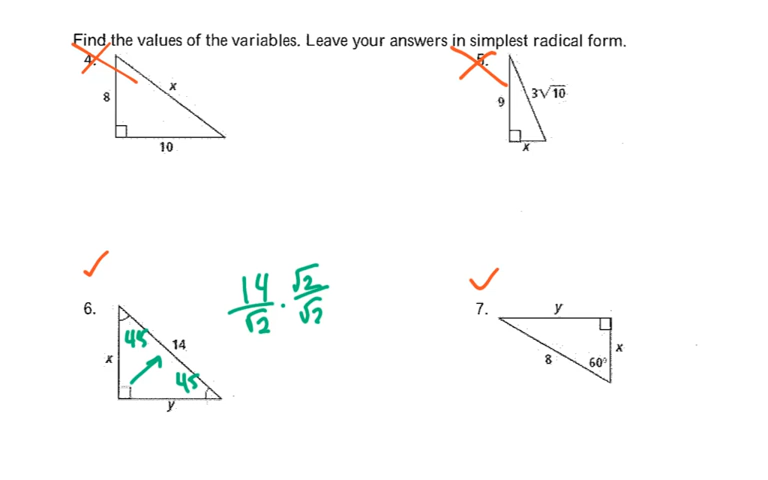 Find the values of the variables. Leave your answers in simplest radical form.
4.
x
8
10
5.
9
3√10
x
6.
45
14
x
45
y
14/√2 · √2/√2
7.
y
x
8
60°